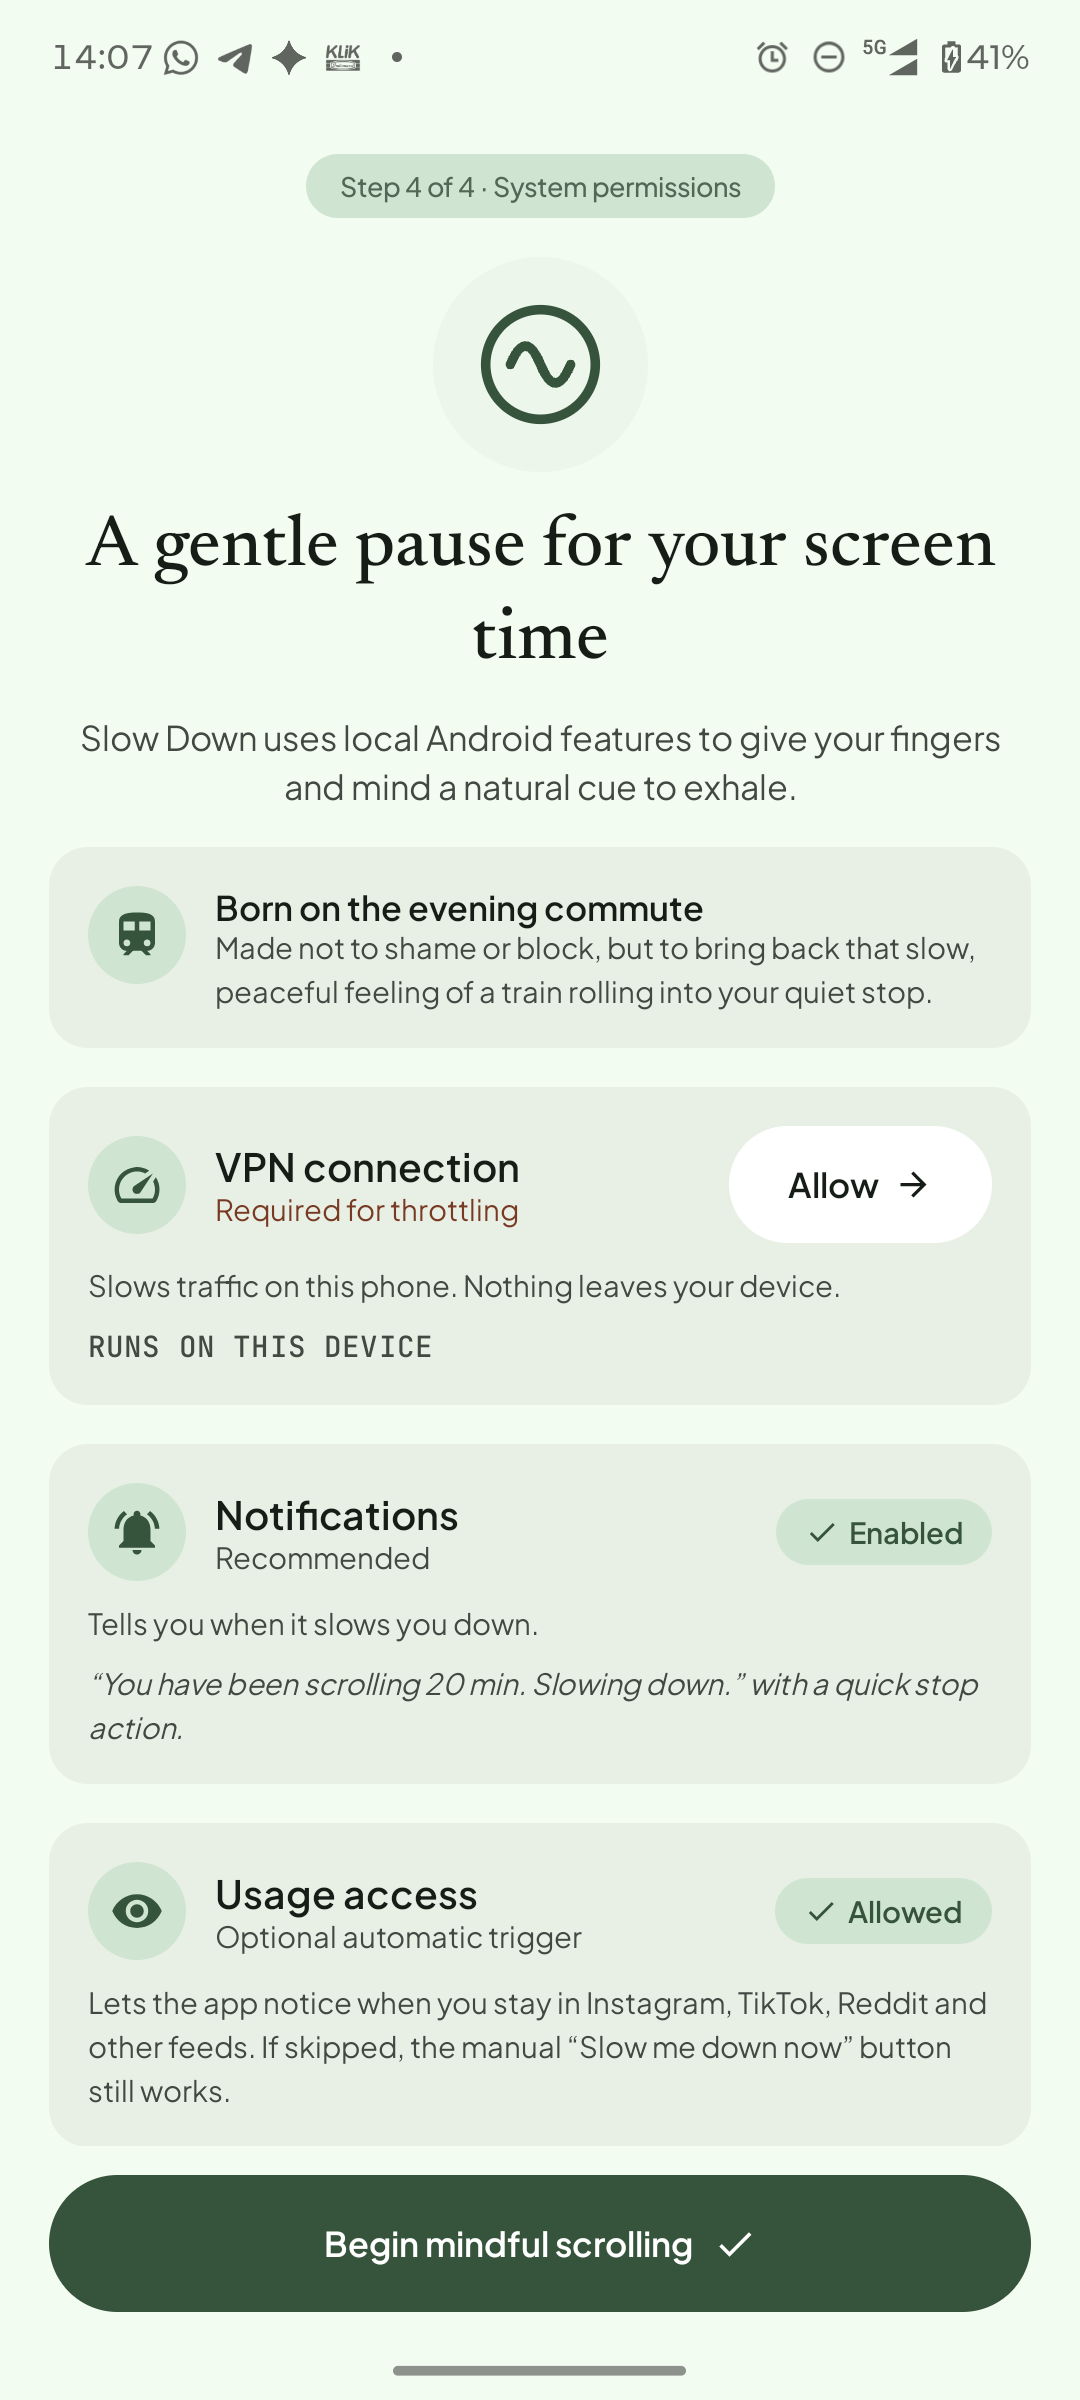 14:07
KLiK
5G
41%
Step 4 of 4 · System permissions
A gentle pause for your screen
time
Slow Down uses local Android features to give your fingers
and mind a natural cue to exhale.
Born on the evening commute
Made not to shame or block, but to bring back that slow,
peaceful feeling of a train rolling into your quiet stop.
VPN connection
Required for throttling
Allow →
Slows traffic on this phone. Nothing leaves your device.
RUNS ON THIS DEVICE
Notifications
Recommended
✓ Enabled
Tells you when it slows you down.
“You have been scrolling 20 min. Slowing down.” with a quick stop
action.
Usage access
Optional automatic trigger
✓ Allowed
Lets the app notice when you stay in Instagram, TikTok, Reddit and
other feeds. If skipped, the manual “Slow me down now” button
still works.
Begin mindful scrolling ✓